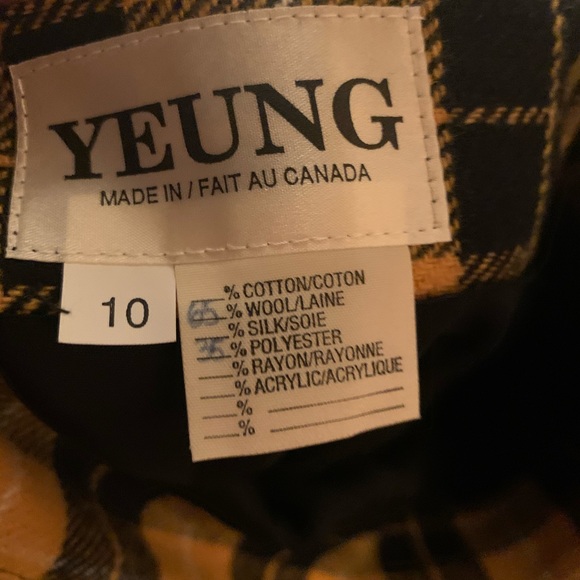 YEUNG
MADE IN / FAIT AU CANADA
10
% COTTON/COTON
65 % WOOL/LAINE
% SILK/SOIE
35 % POLYESTER
% RAYON/RAYONNE
% ACRYLIC/ACRYLIQUE
%
%